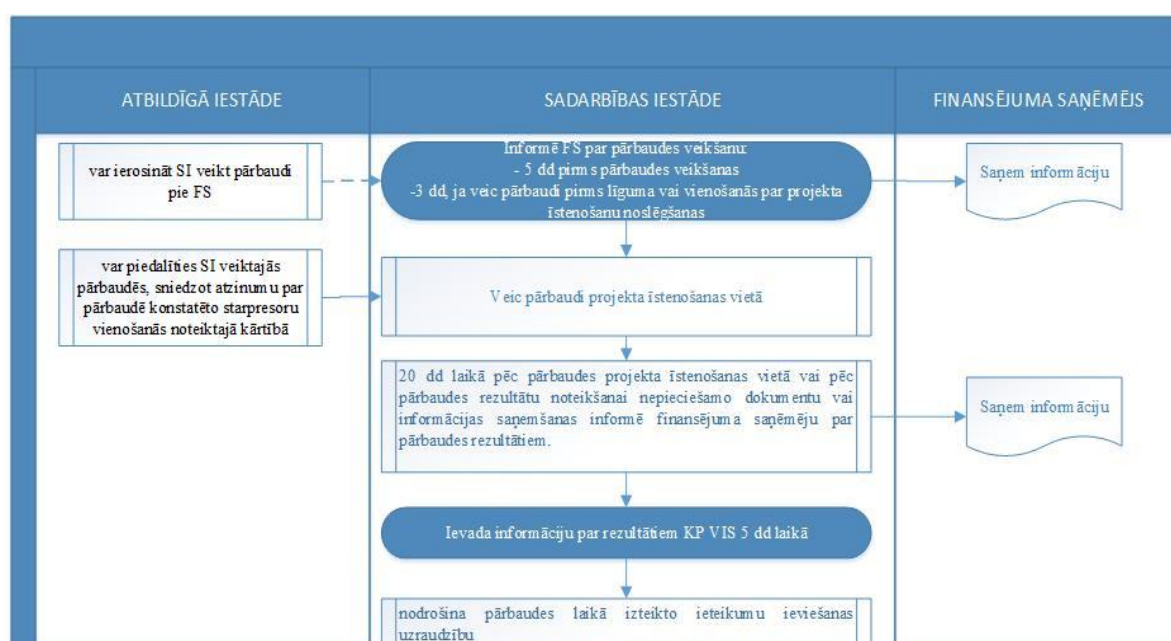 ATBILDĪGĀ IESTĀDE
SADARBĪBAS IESTĀDE
FINANSĒJUMA SAŅĒMĒJS
var ierosināt SI veikt pārbaudi
pie FS
Informē FS par pārbaudes veikšanu:
- 5 dd pirms pārbaudes veikšanas
-3 dd, ja veic pārbaudi pirms līguma vai vienošanās par projekta
īstenošanu noslēgšanas
Saņem informāciju
var piedalīties SI veiktajās
pārbaudēs, sniedzot atzinumu par
pārbaudē konstatēto starpresoru
vienošanās noteiktajā kārtībā
Veic pārbaudi projekta īstenošanas vietā
20 dd laikā pēc pārbaudes projekta īstenošanas vietā vai pēc
pārbaudes rezultātu noteikšanai nepieciešamo dokumentu vai
informācijas saņemšanas informē finansējuma saņēmēju par
pārbaudes rezultātiem.
Saņem informāciju
Ievada informāciju par rezultātiem KP VIS 5 dd laikā
nodrošina pārbaudes laikā izteikto ieteikumu ieviešanas
uzraudzību